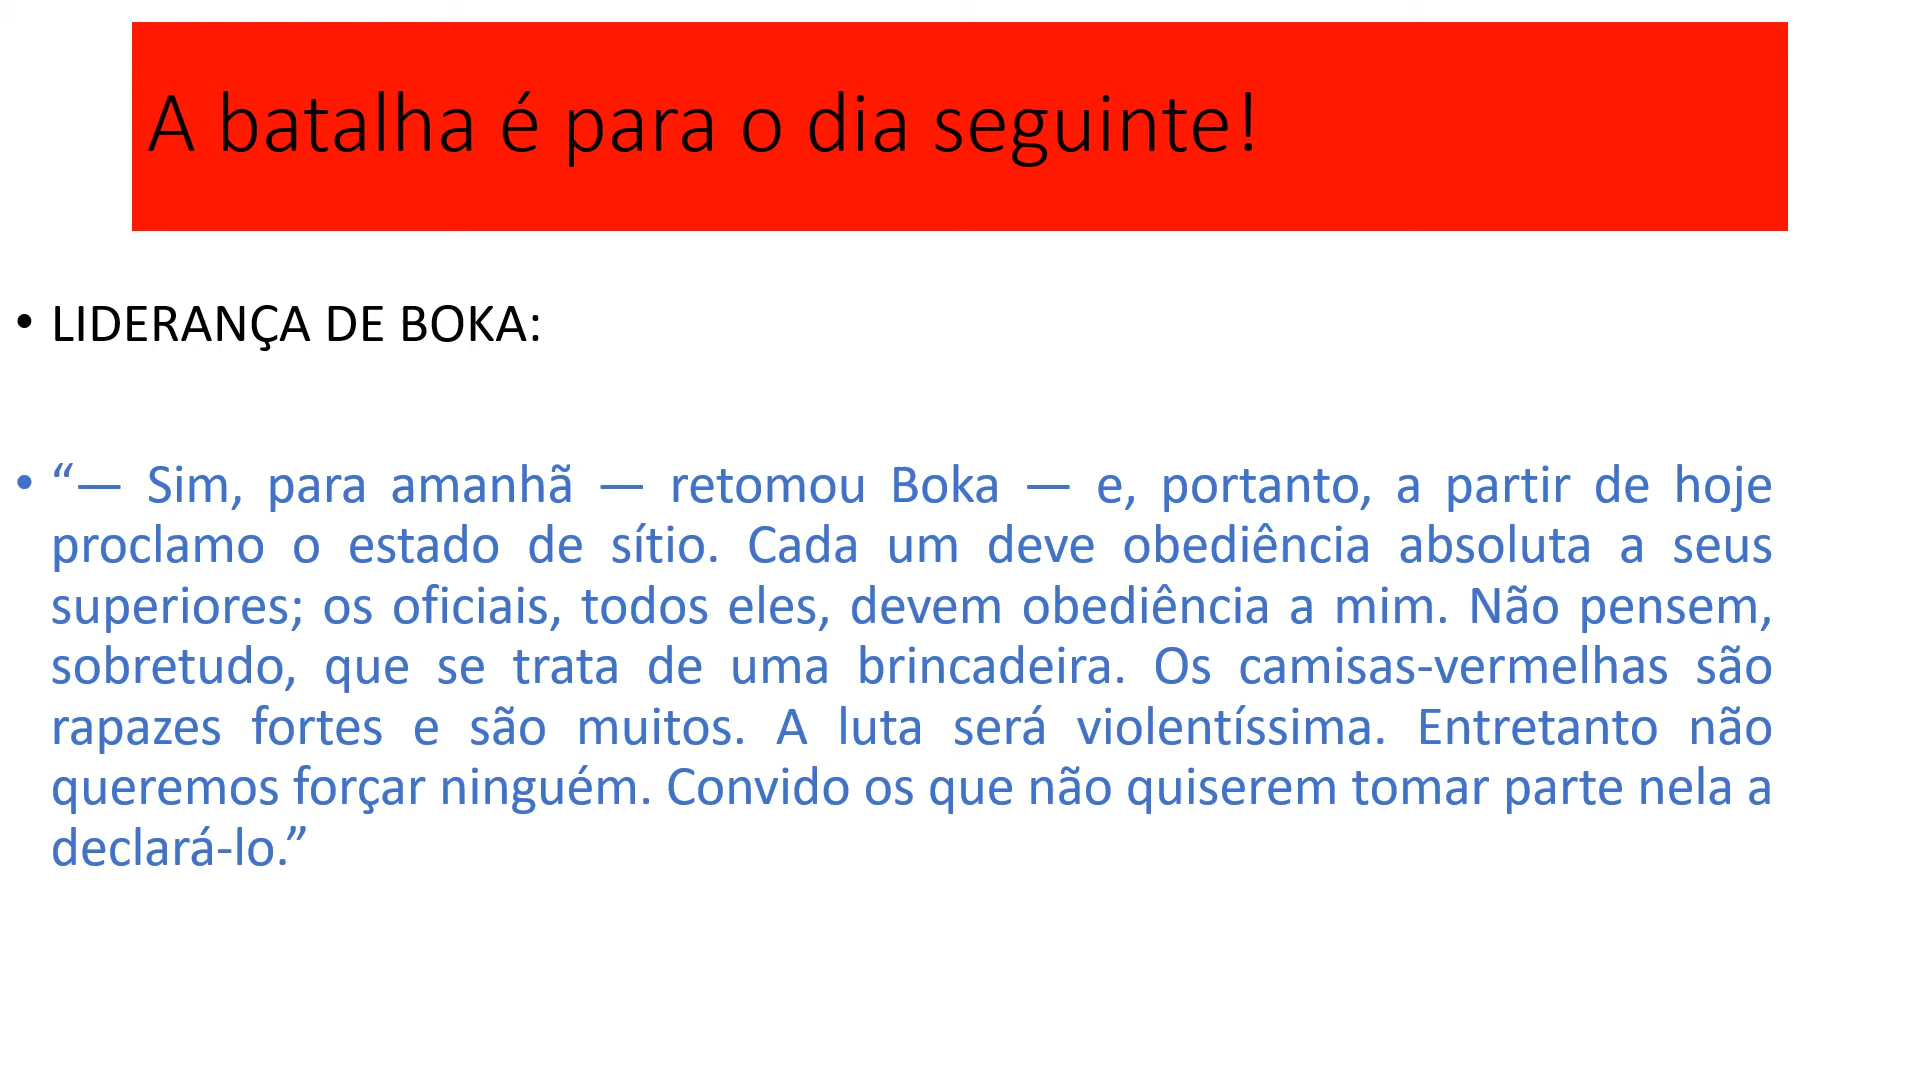 A batalha é para o dia seguinte!
• LIDERANÇA DE BOKA:
• “— Sim, para amanhã — retomou Boka — e, portanto, a partir de hoje
proclamo o estado de sítio. Cada um deve obediência absoluta a seus
superiores; os oficiais, todos eles, devem obediência a mim. Não pensem,
sobretudo, que se trata de uma brincadeira. Os camisas-vermelhas são
rapazes fortes e são muitos. A luta será violentíssima. Entretanto não
queremos forçar ninguém. Convido os que não quiserem tomar parte nela a
declará-lo.”